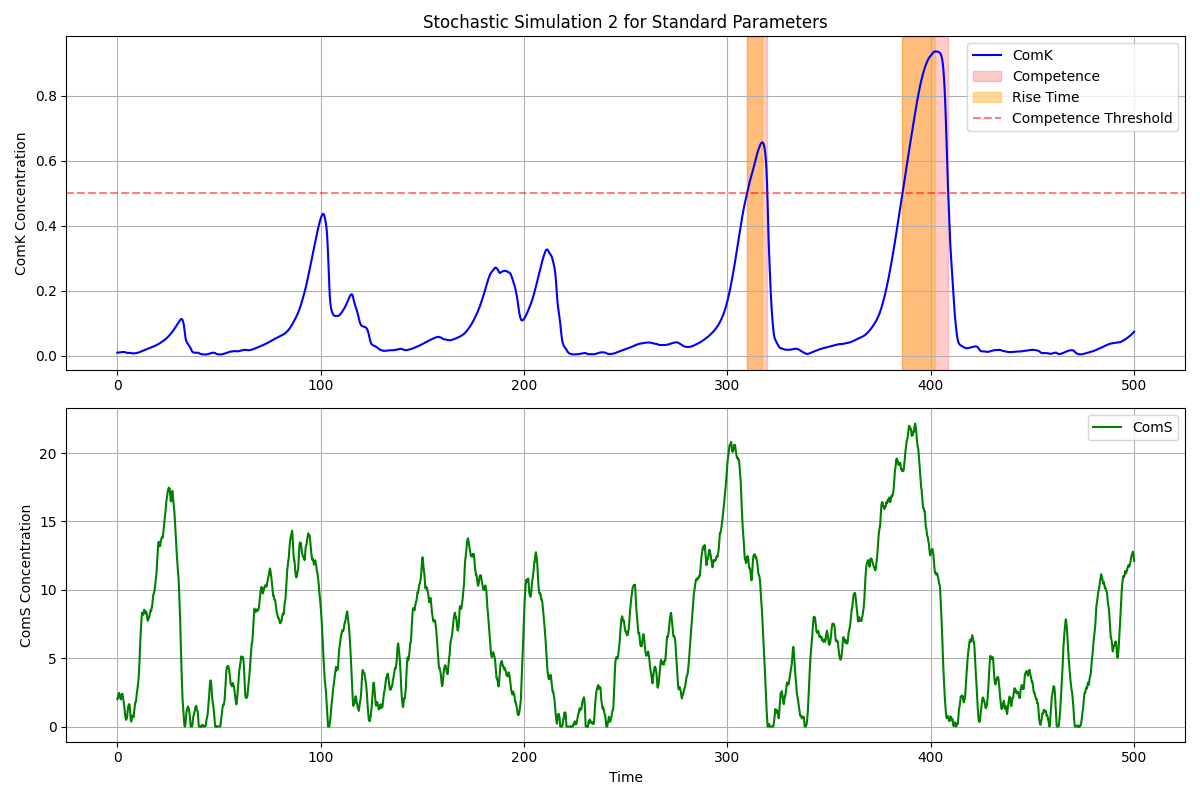 Stochastic Simulation 2 for Standard Parameters
ComK Concentration
0.8
0.6
0.4
0.2
0.0
ComK
Competence
Rise Time
Competence Threshold
0 100 200 300 400 500
ComS Concentration
20
15
10
5
0
ComS
0 100 200 300 400 500
Time